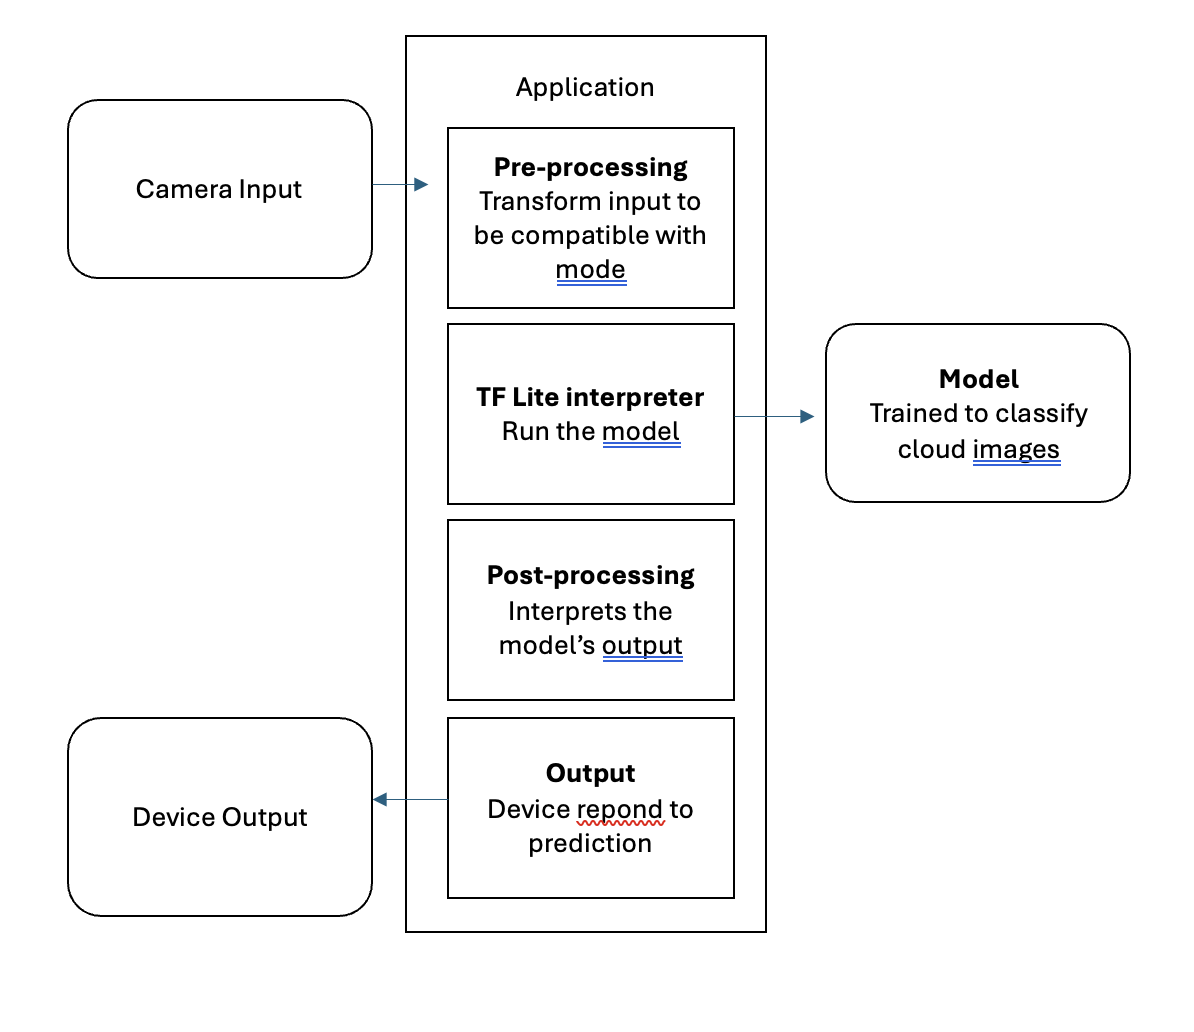 Application
Camera Input
Pre-processing
Transform input to
be compatible with
mode
TF Lite interpreter
Run the model
Model
Trained to classify
cloud images
Post-processing
Interprets the
model’s output
Output
Device repond to
prediction
Device Output